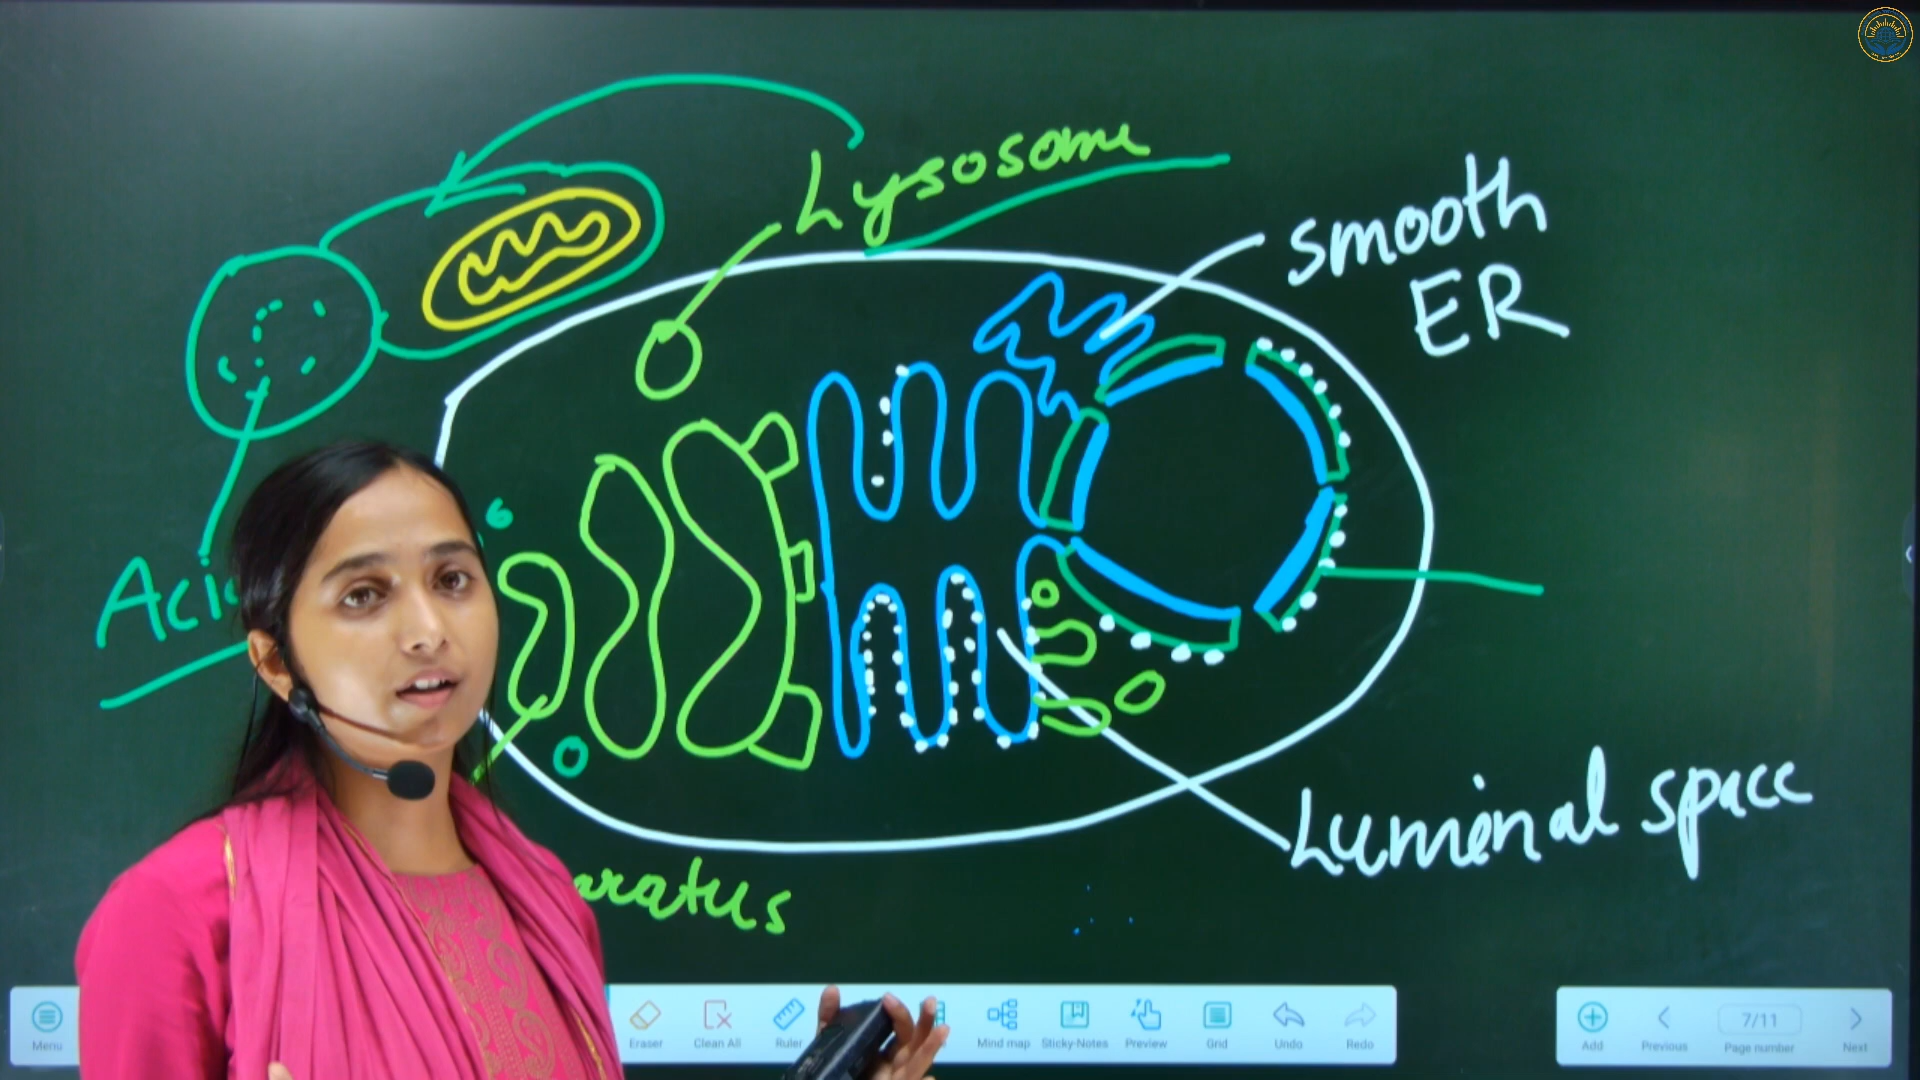 Lysosome
smooth
ER
Luminal space
Menu
Eraser
Clean All
Ruler
Mind map
Sticky-Notes
Preview
Grid
Undo
Redo
Add
Previous
7/11
Page number
Next